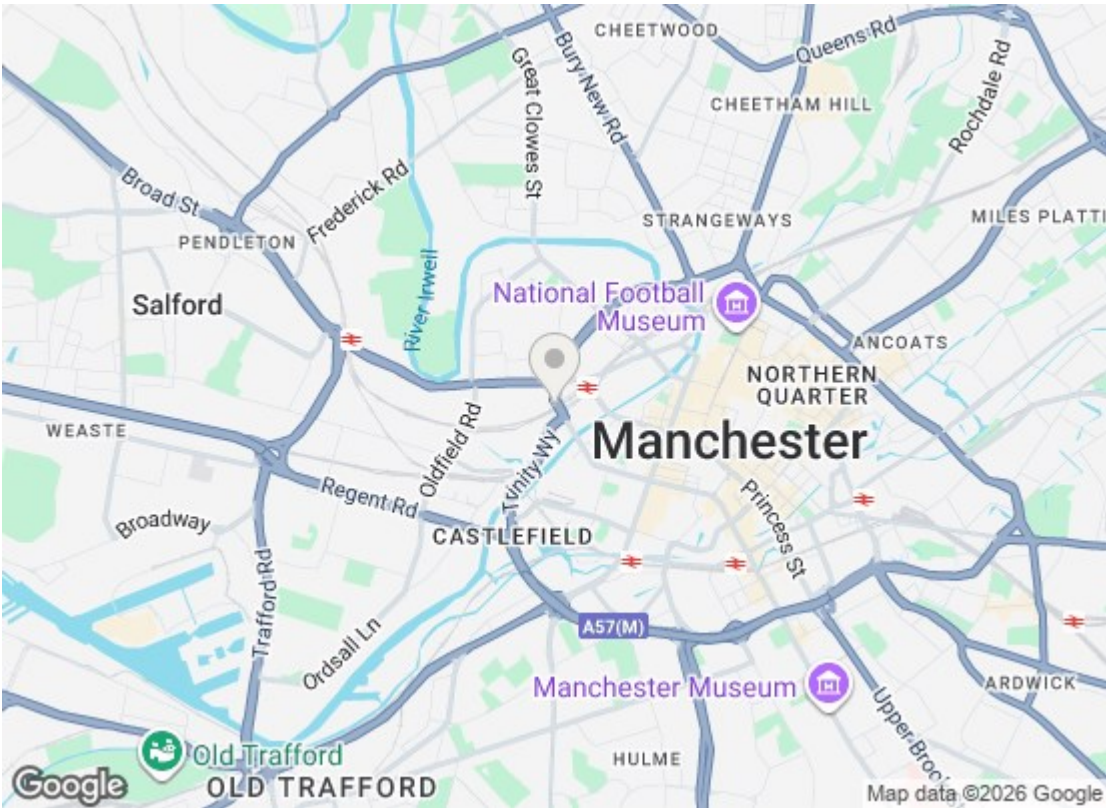 CHEETWOOD
Queens Rd
Bury New Rd
Great Clowes St
CHEETHAM HILL
Rochdale Rd
Broad St
Frederick Rd
STRANGEWAYS
MILES PLATTI
PENDLETON
River Irwell
Salford
National Football
Museum
ANCOATS
NORTHERN
QUARTER
WEASTE
Oldfield Rd
Manchester
Trinity Wy
Regent Rd
Princess St
Broadway
CASTLEFIELD
Trafford Rd
Ordsall Ln
A57(M)
Manchester Museum
ARDWICK
Upper Brook
Old Trafford
HULME
OLD TRAFFORD
Google
Map data ©2026 Google